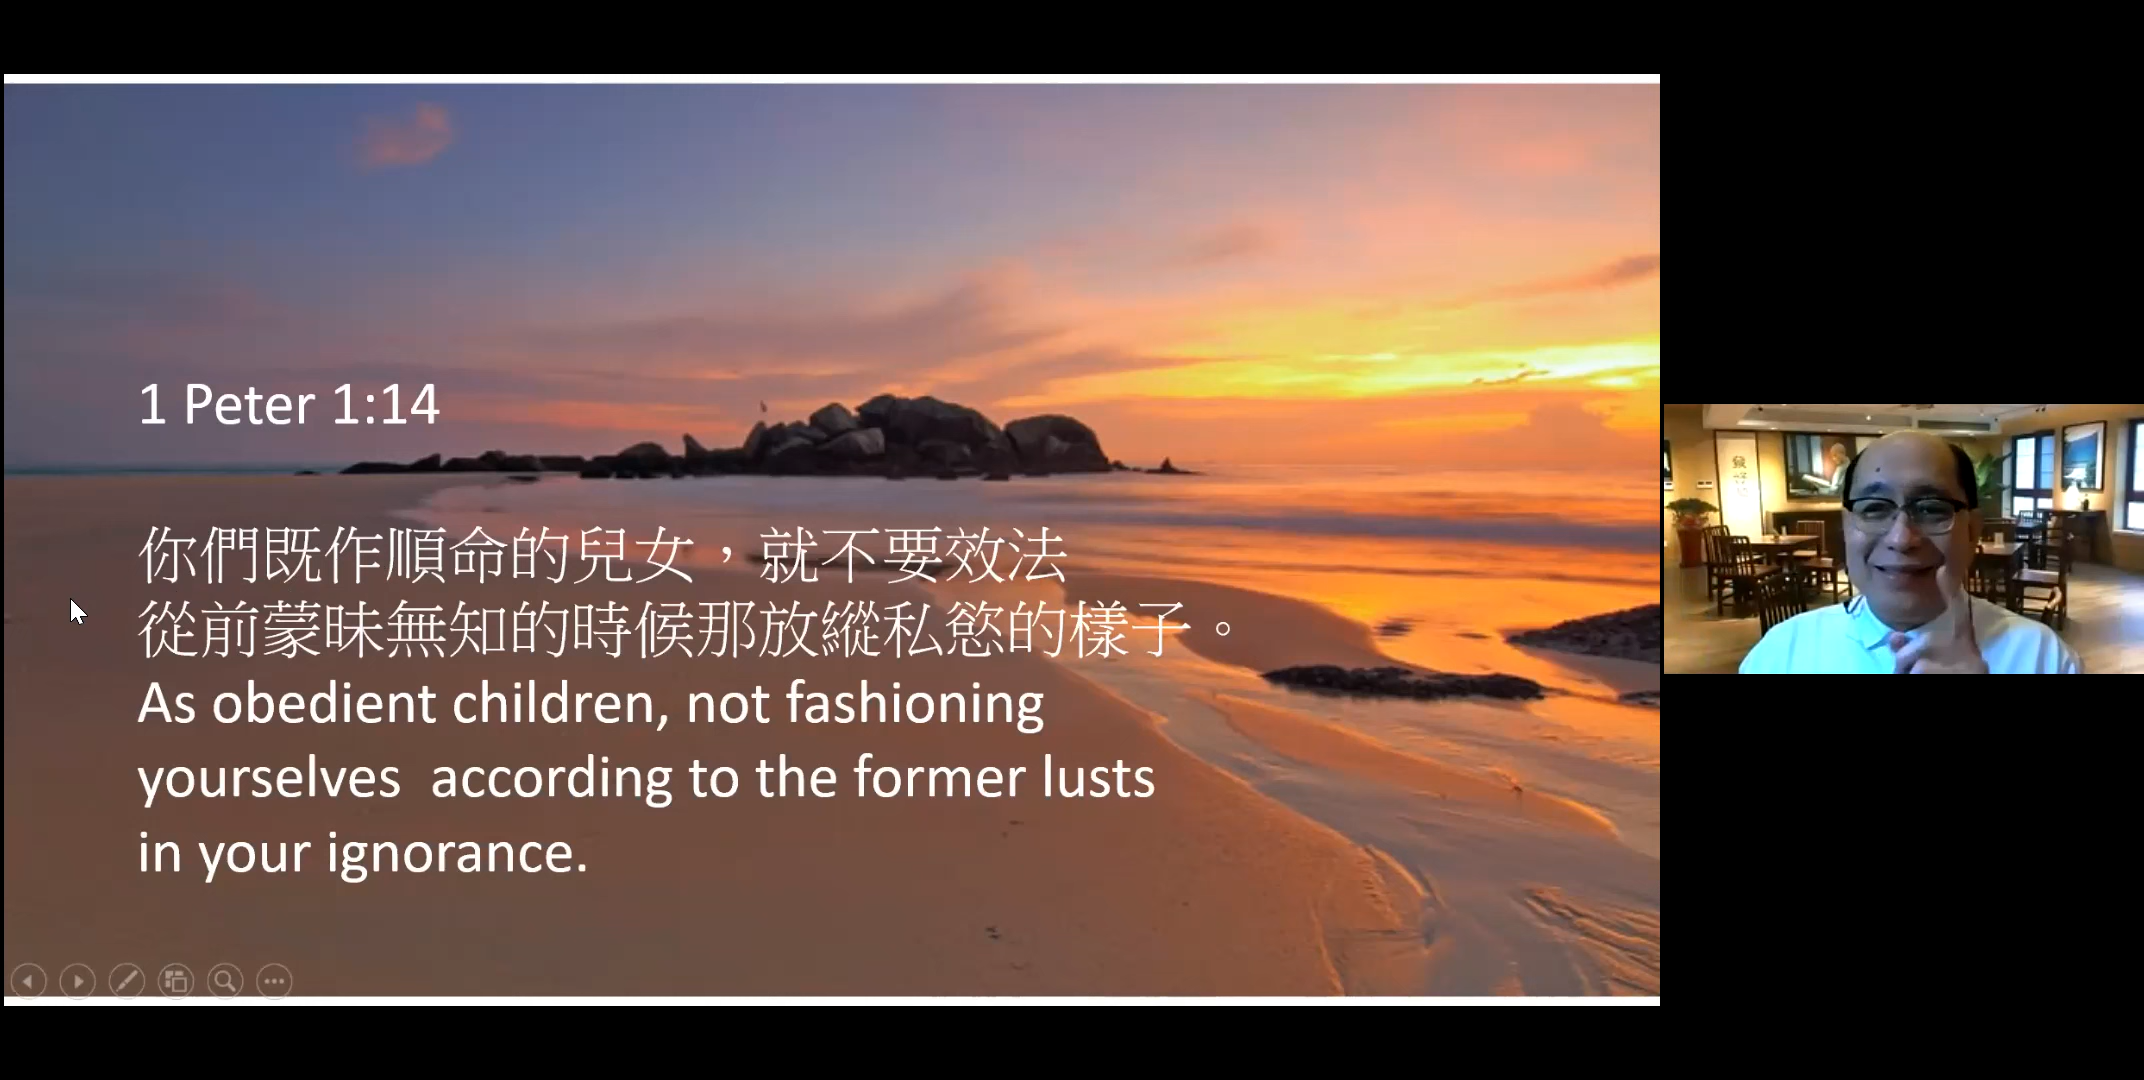 1 Peter 1:14
你們既作順命的兒女，就不要效法
從前蒙昧無知的時候那放縱私慾的樣子。
As obedient children, not fashioning
yourselves  according to the former lusts
in your ignorance.